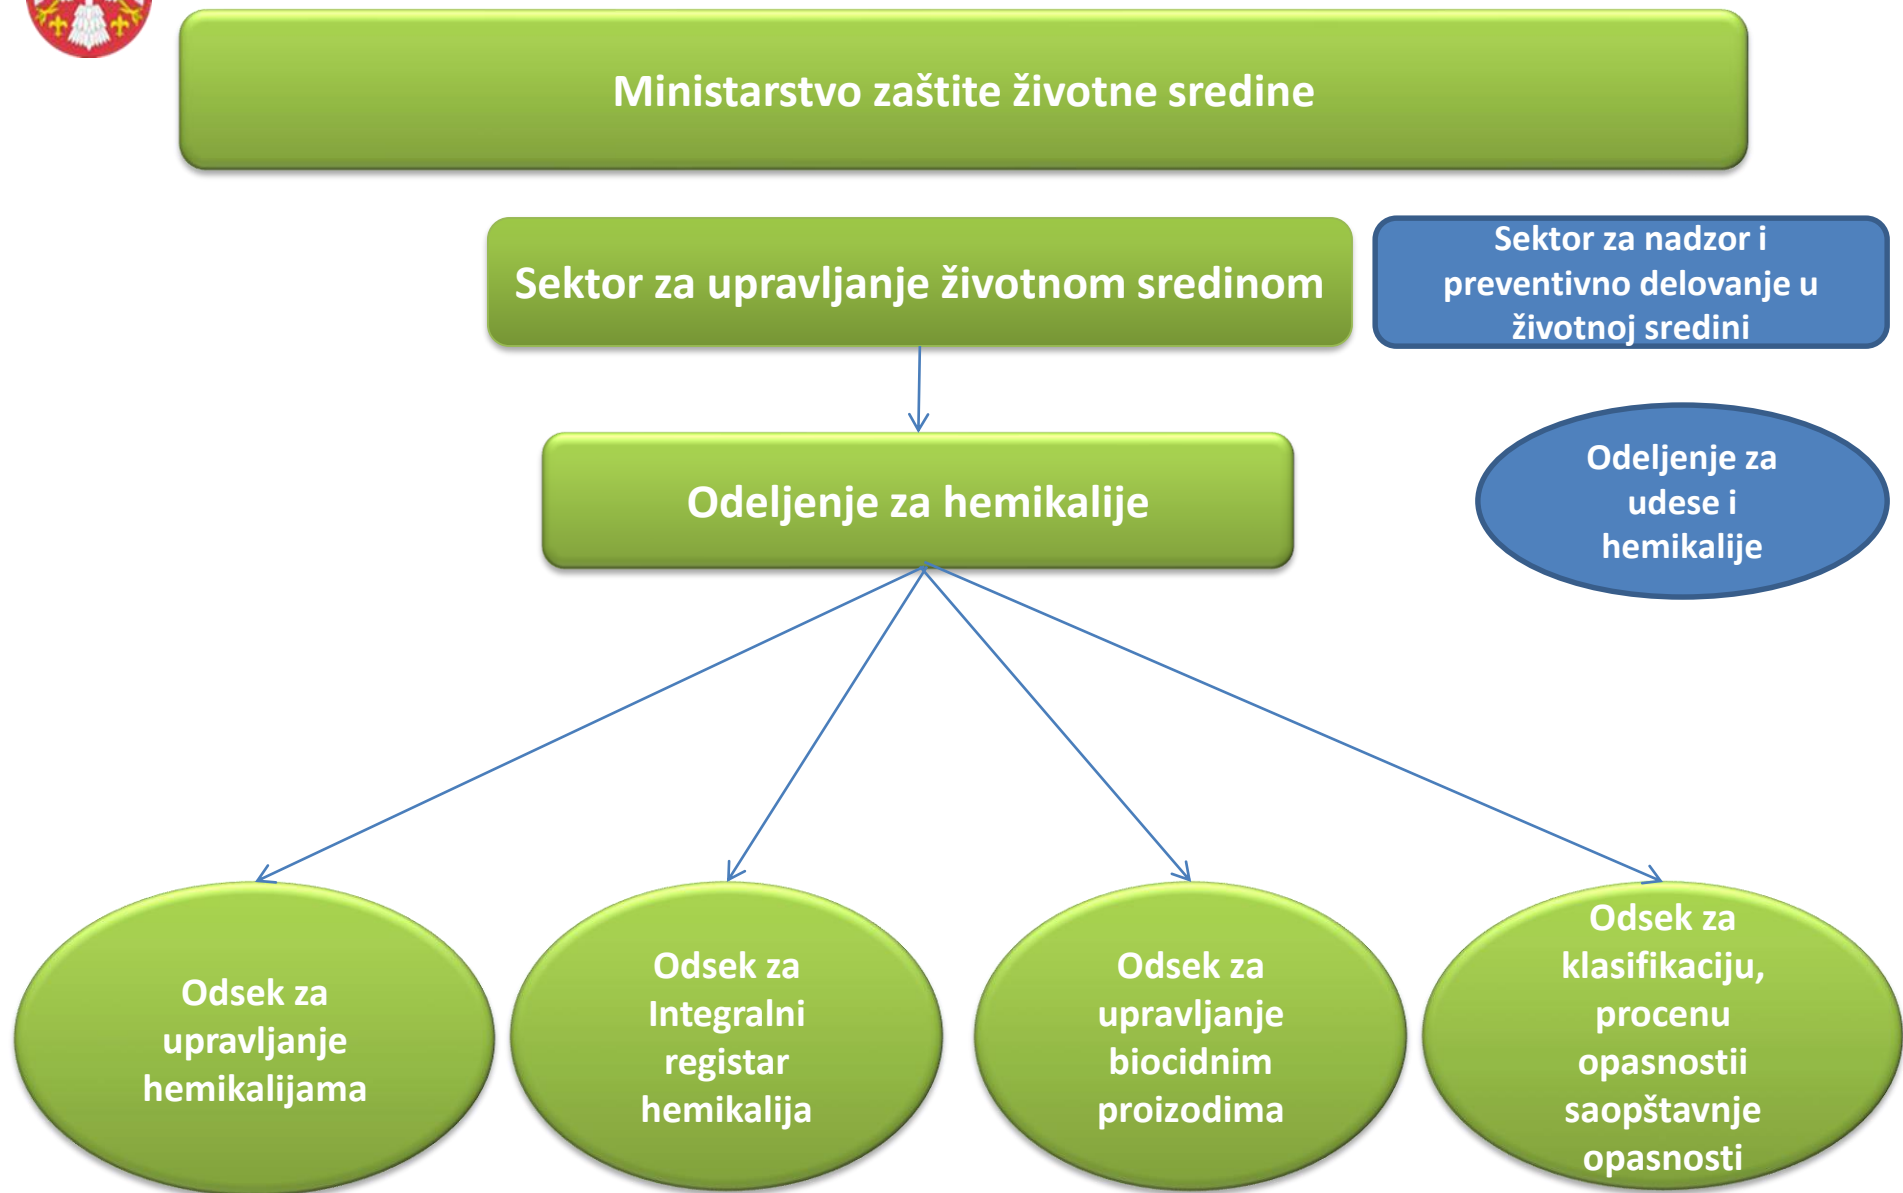 Ministarstvo zaštite životne sredine
Sektor za upravljanje životnom sredinom
Sektor za nadzor i
preventivno delovanje u
životnoj sredini
Odeljenje za hemikalije
Odeljenje za
udese i
hemikalije
Odsek za
upravljanje
hemikalijama
Odsek za
Integralni
registar
hemikalija
Odsek za
upravljanje
biocidnim
proizodima
Odsek za
klasifikaciju,
procenu
opasnostii
saopštavnje
opasnosti